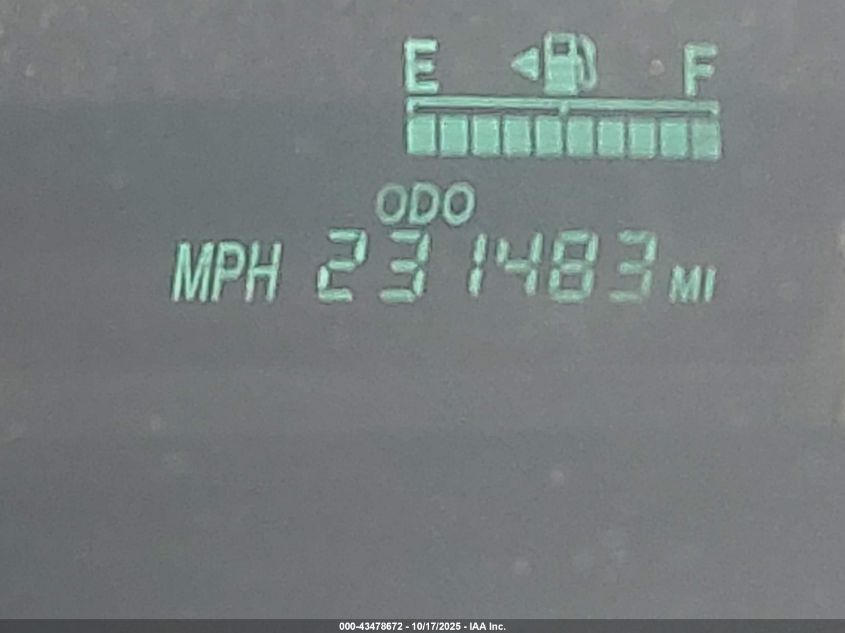 E F
ODO
MPH 231483 MI
000-43478672 - 10/17/2025 - IAA Inc.